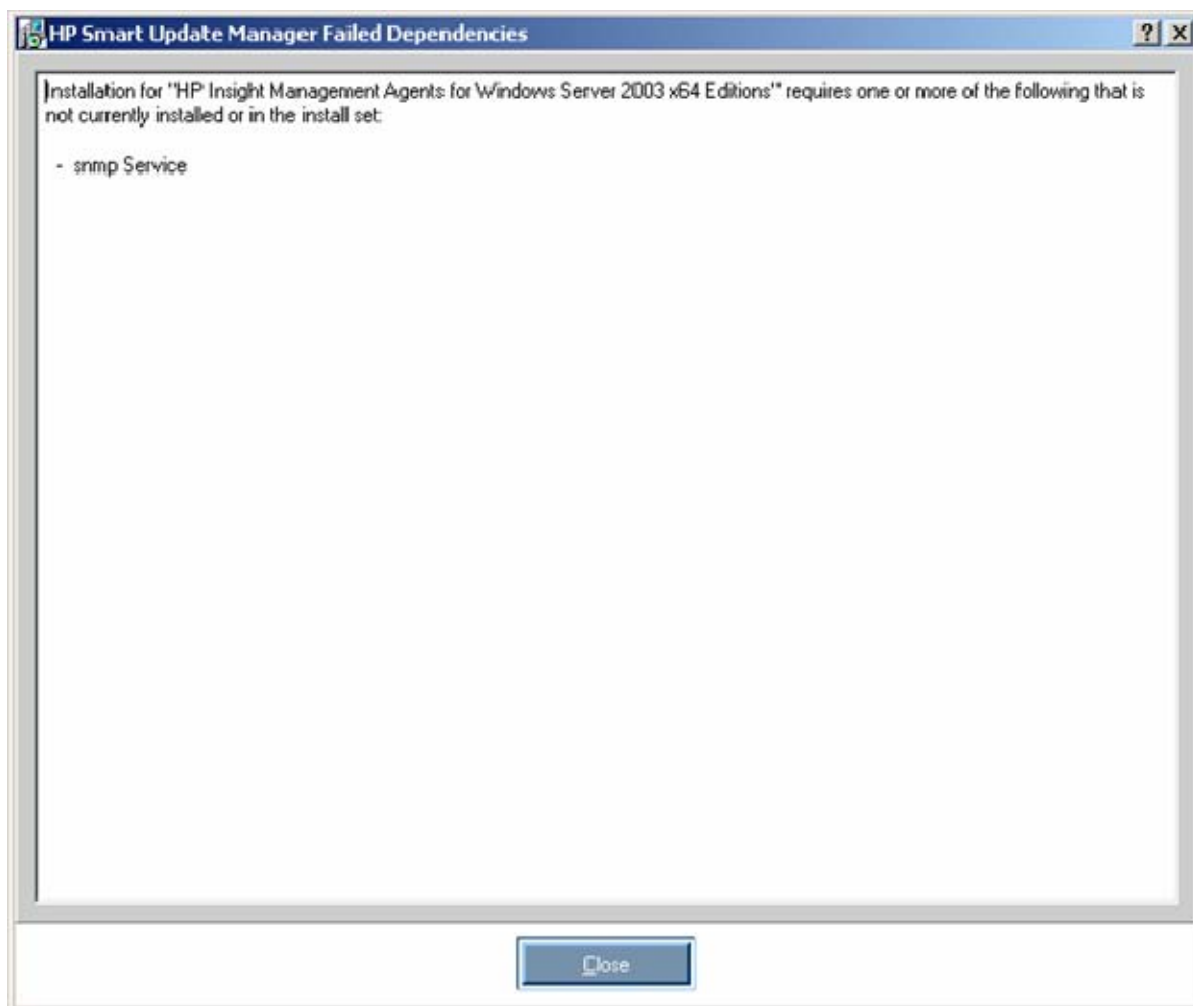 HP Smart Update Manager Failed Dependencies
Installation for "HP Insight Management Agents for Windows Server 2003 x64 Editions" requires one or more of the following that is
not currently installed or in the install set:
- snmp Service
Close